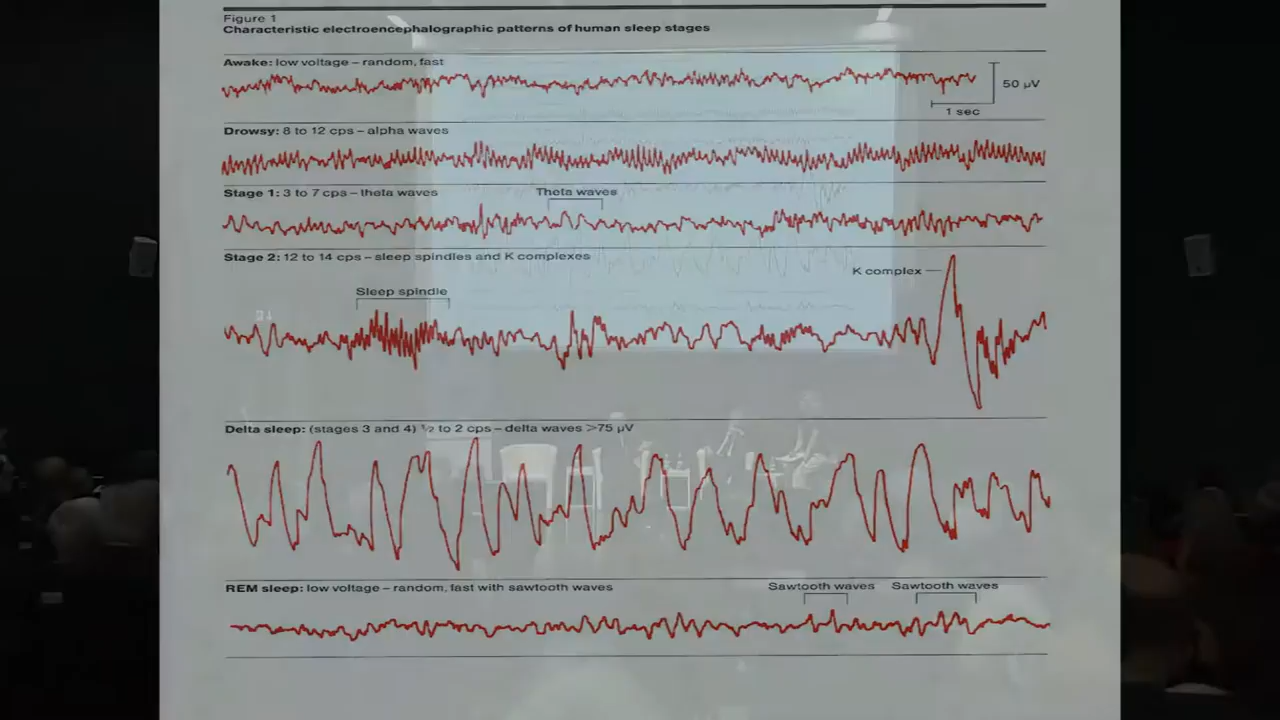 Figure 1
Characteristic electroencephalographic patterns of human sleep stages
Awake: low voltage – random, fast
50 µV
1 sec
Drowsy: 8 to 12 cps – alpha waves
Stage 1: 3 to 7 cps – theta waves
Theta waves
Stage 2: 12 to 14 cps – sleep spindles and K complexes
K complex
Sleep spindle
Delta sleep: (stages 3 and 4) ½ to 2 cps – delta waves >75 µV
REM sleep: low voltage – random, fast with sawtooth waves
Sawtooth waves
Sawtooth waves